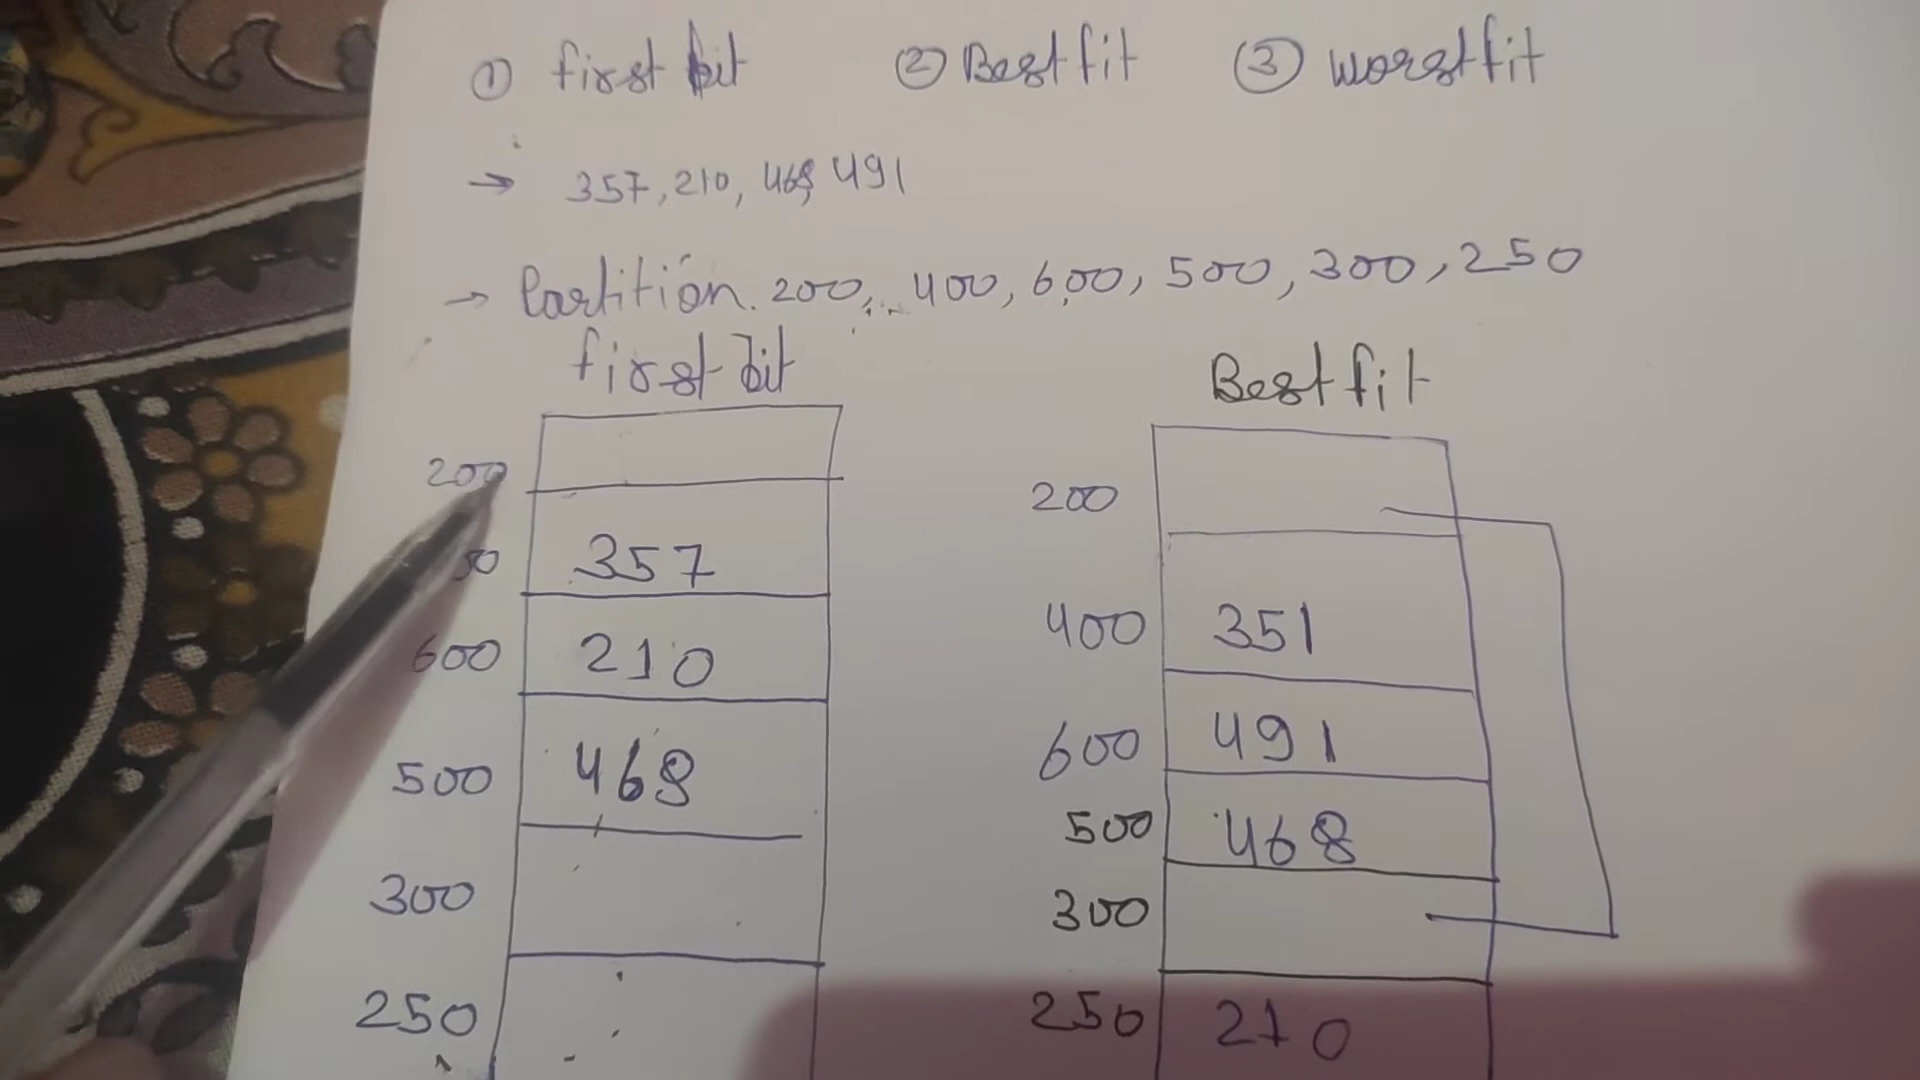 ① first fit ② Best fit ③ worst fit
→ 357, 210, 468, 491
→ Partition. 200, 400, 600, 500, 300, 250
first fit
200
357
600 210
500 468
300
250
Best fit
200
400 351
600 491
500 468
300
250 210